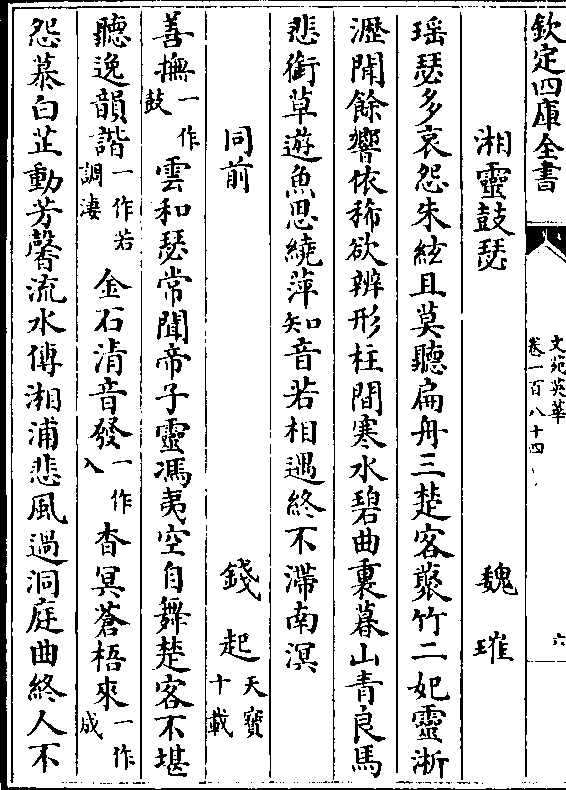 欽定四庫全書
文苑英華
卷一百八十四
六
湘靈鼓瑟 魏璀
瑶瑟多哀怨朱絃且莫聽扁舟三楚客藂竹二妃靈淅
瀝聞餘響依稀欲辨形柱間寒水碧曲裏暮山青良馬
悲銜草遊魚思繞萍知音若相遇終不滯南溟
同前 錢起天寶十載
善撫一作鼓雲和瑟常聞帝子靈馮夷空自舞楚客不堪
聽逸韻諧一作若調淒金石清音發一作入杳冥蒼梧來一作成
怨慕白芷動芳馨流水傳湘浦悲風過洞庭曲終人不